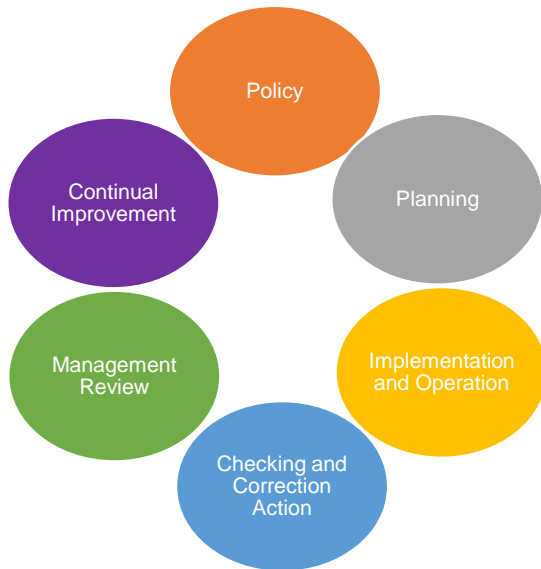 Policy
Planning
Implementation
and Operation
Checking and
Correction
Action
Management
Review
Continual
Improvement